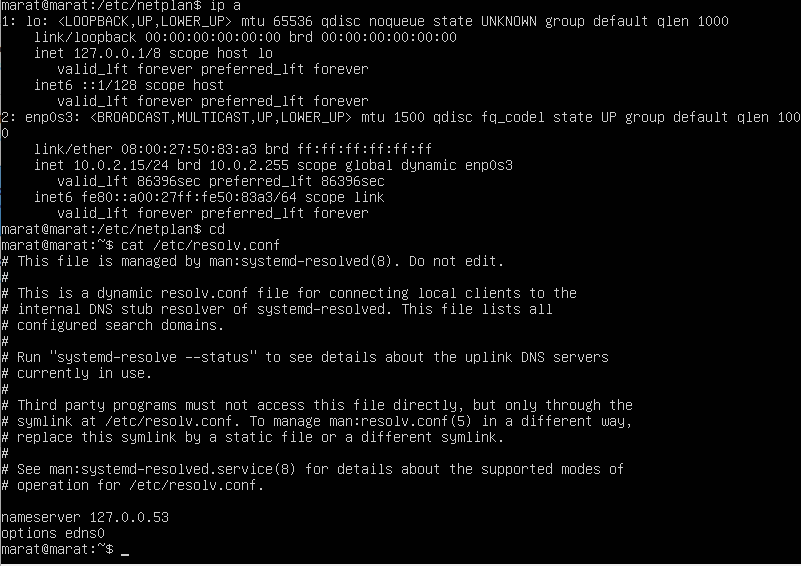 marat@marat:/etc/netplan$ ip a
1: lo: <LOOPBACK,UP,LOWER_UP> mtu 65536 qdisc noqueue state UNKNOWN group default qlen 1000
    link/loopback 00:00:00:00:00:00 brd 00:00:00:00:00:00
    inet 127.0.0.1/8 scope host lo
       valid_lft forever preferred_lft forever
    inet6 ::1/128 scope host
       valid_lft forever preferred_lft forever
2: enp0s3: <BROADCAST,MULTICAST,UP,LOWER_UP> mtu 1500 qdisc fq_codel state UP group default qlen 100
0
    link/ether 08:00:27:50:83:a3 brd ff:ff:ff:ff:ff:ff
    inet 10.0.2.15/24 brd 10.0.2.255 scope global dynamic enp0s3
       valid_lft 86396sec preferred_lft 86396sec
    inet6 fe80::a00:27ff:fe50:83a3/64 scope link
       valid_lft forever preferred_lft forever
marat@marat:/etc/netplan$ cd
marat@marat:~$ cat /etc/resolv.conf
# This file is managed by man:systemd-resolved(8). Do not edit.
#
# This is a dynamic resolv.conf file for connecting local clients to the
# internal DNS stub resolver of systemd-resolved. This file lists all
# configured search domains.
#
# Run "systemd-resolve --status" to see details about the uplink DNS servers
# currently in use.
#
# Third party programs must not access this file directly, but only through the
# symlink at /etc/resolv.conf. To manage man:resolv.conf(5) in a different way,
# replace this symlink by a static file or a different symlink.
#
# See man:systemd-resolved.service(8) for details about the supported modes of
# operation for /etc/resolv.conf.

nameserver 127.0.0.53
options edns0
marat@marat:~$ _